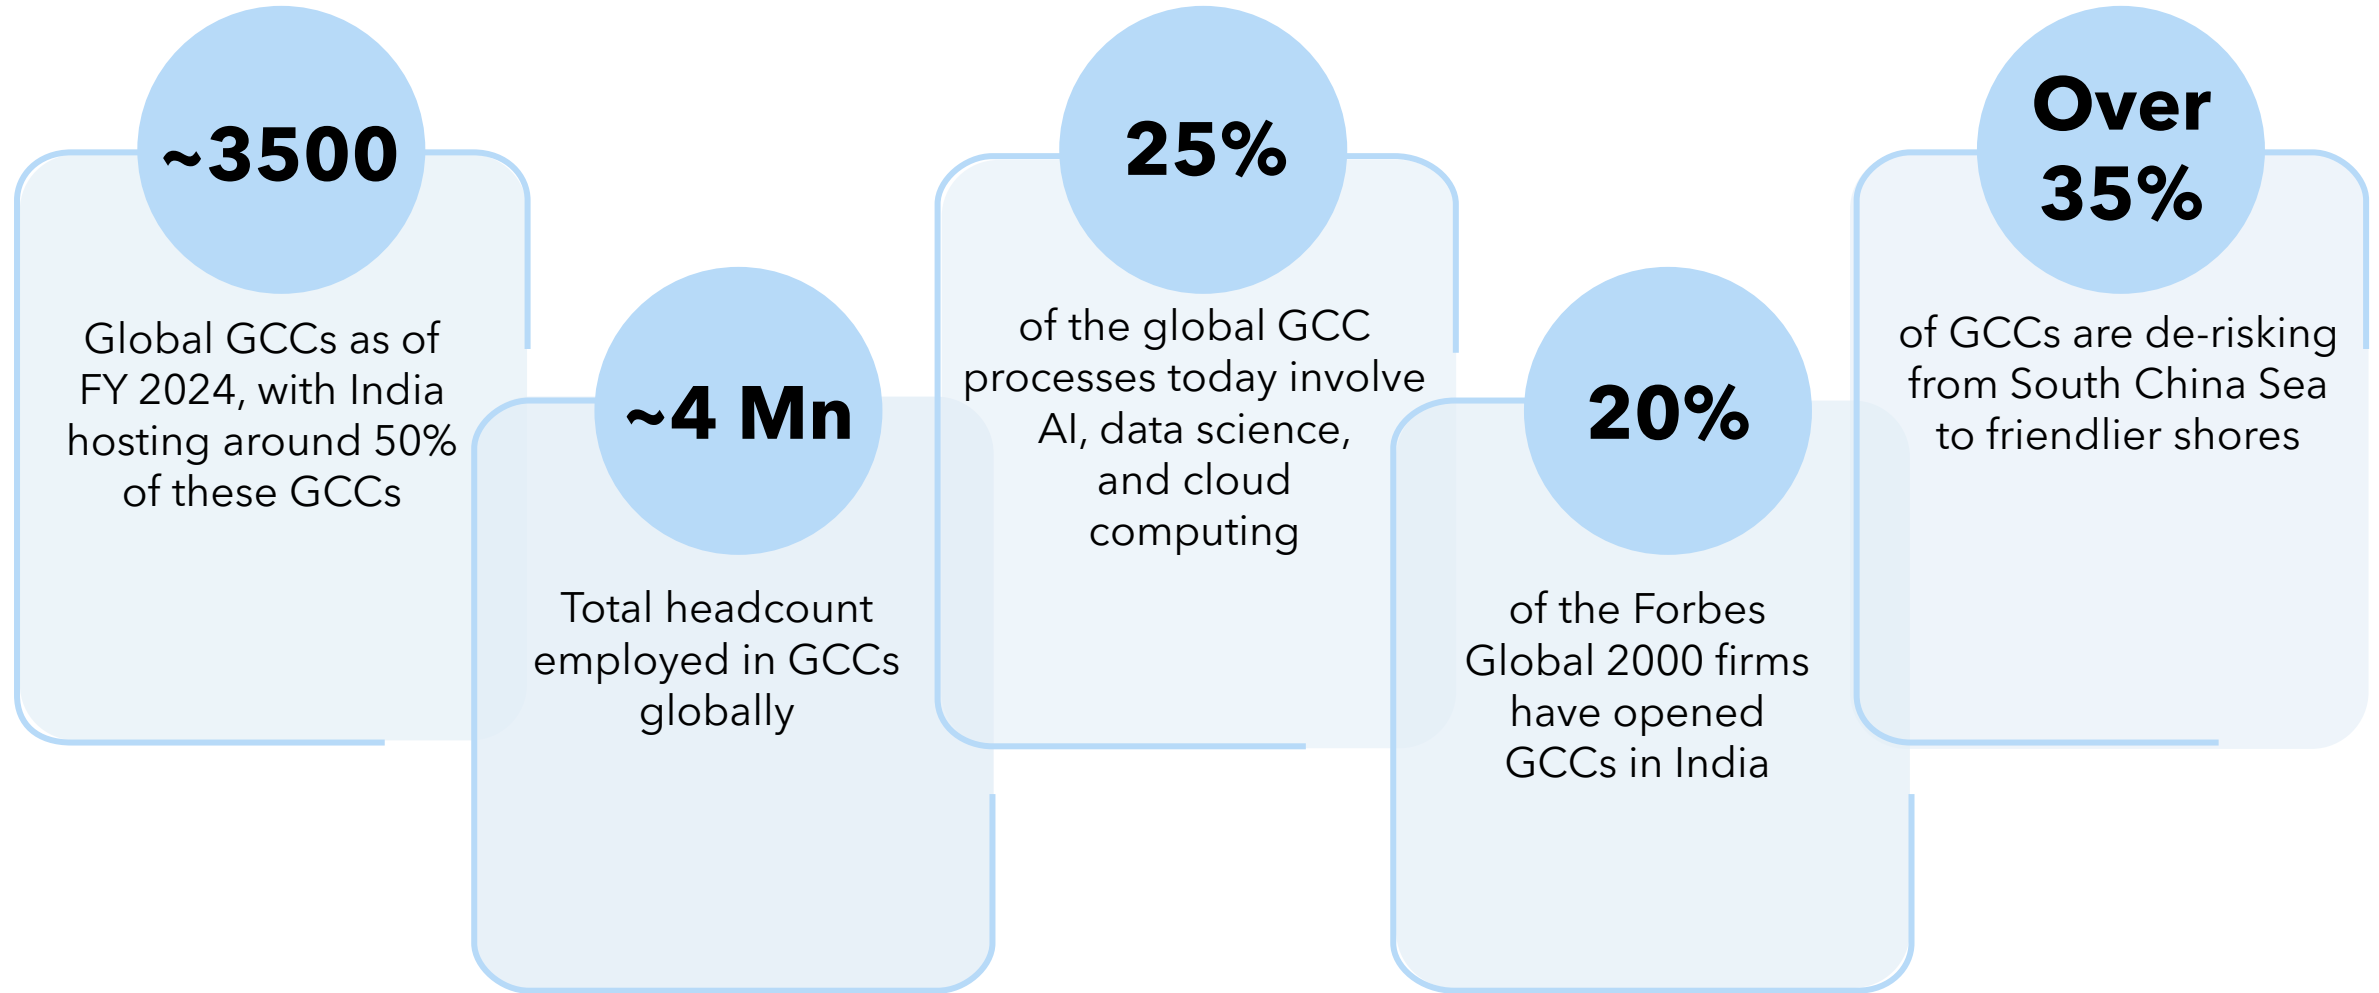 ~3500
Global GCCs as of
FY 2024, with India
hosting around 50%
of these GCCs
~4 Mn
Total headcount
employed in GCCs
globally
25%
of the global GCC
processes today involve
AI, data science,
and cloud
computing
20%
of the Forbes
Global 2000 firms
have opened
GCCs in India
Over
35%
of GCCs are de-risking
from South China Sea
to friendlier shores